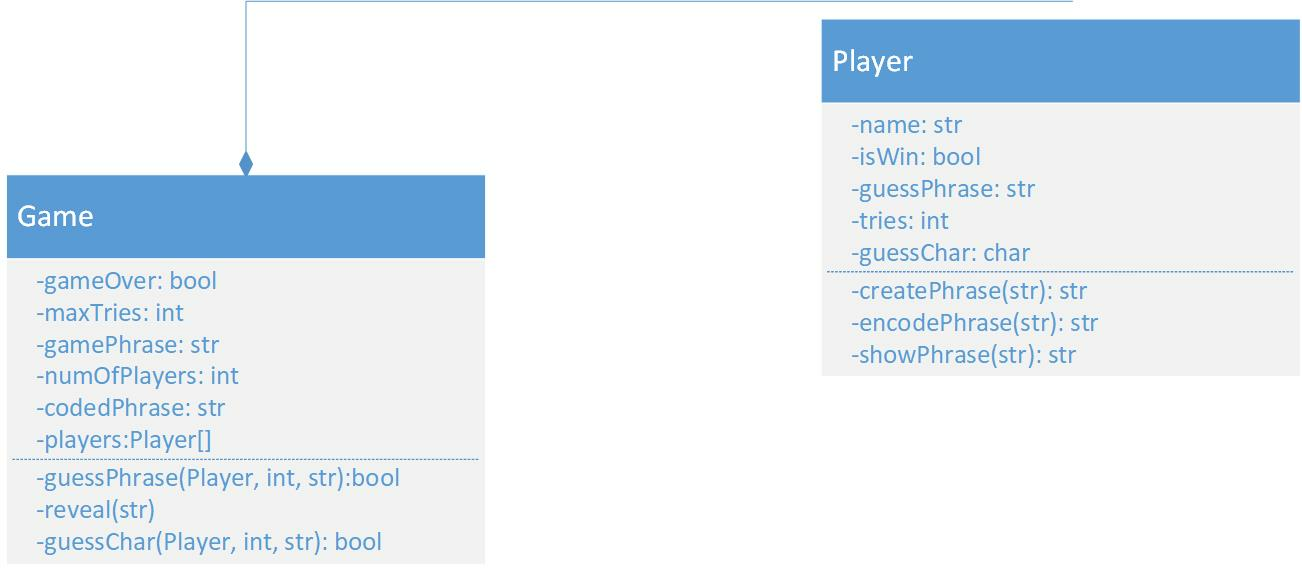 Player
-name: str
-isWin: bool
-guessPhrase: str
-tries: int
-guessChar: char
-createPhrase(str): str
-encodePhrase(str): str
-showPhrase(str): str
Game
-gameOver: bool
-maxTries: int
-gamePhrase: str
-numOfPlayers: int
-codedPhrase: str
-players:Player[]
-guessPhrase(Player, int, str):bool
-reveal(str)
-guessChar(Player, int, str): bool